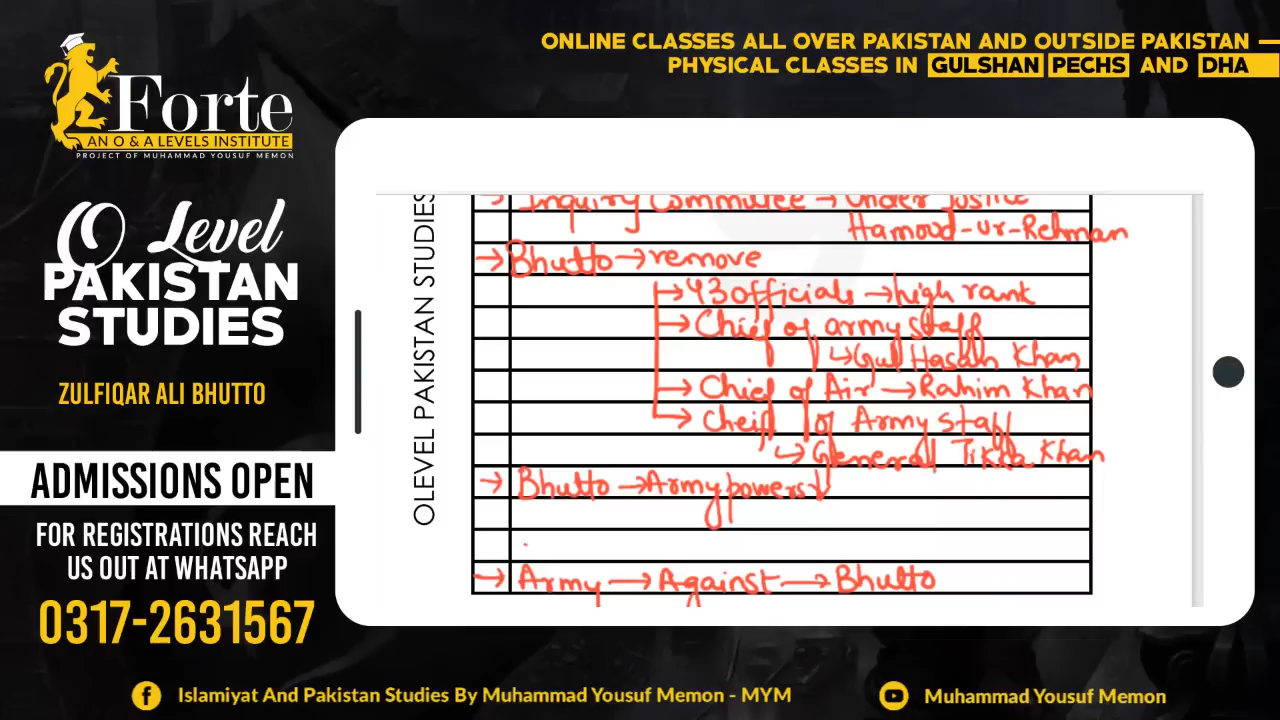 Forte
AN O & A LEVELS INSTITUTE
PROJECT OF MUHAMMAD YOUSUF MEMON
O Level
PAKISTAN
STUDIES
ZULFIQAR ALI BHUTTO
ADMISSIONS OPEN
FOR REGISTRATIONS REACH
US OUT AT WHATSAPP
0317-2631567
ONLINE CLASSES ALL OVER PAKISTAN AND OUTSIDE PAKISTAN
PHYSICAL CLASSES IN GULSHAN PECHS AND DHA
OLEVEL PAKISTAN STUDIES
→ Inquiry Committee → Under Justice
Hamood-ur-Rehman
→ Bhutto → remove
→ 43 officials → high rank
→ Chief of army staff
↳ Gul Hasan Khan
→ Chief of Air → Rahim Khan
→ Cheif of Army staff
↳ General Tikka Khan
→ Bhutto → Army powers ↓
→ Army → Against → Bhutto
Islamiyat And Pakistan Studies By Muhammad Yousuf Memon - MYM
Muhammad Yousuf Memon